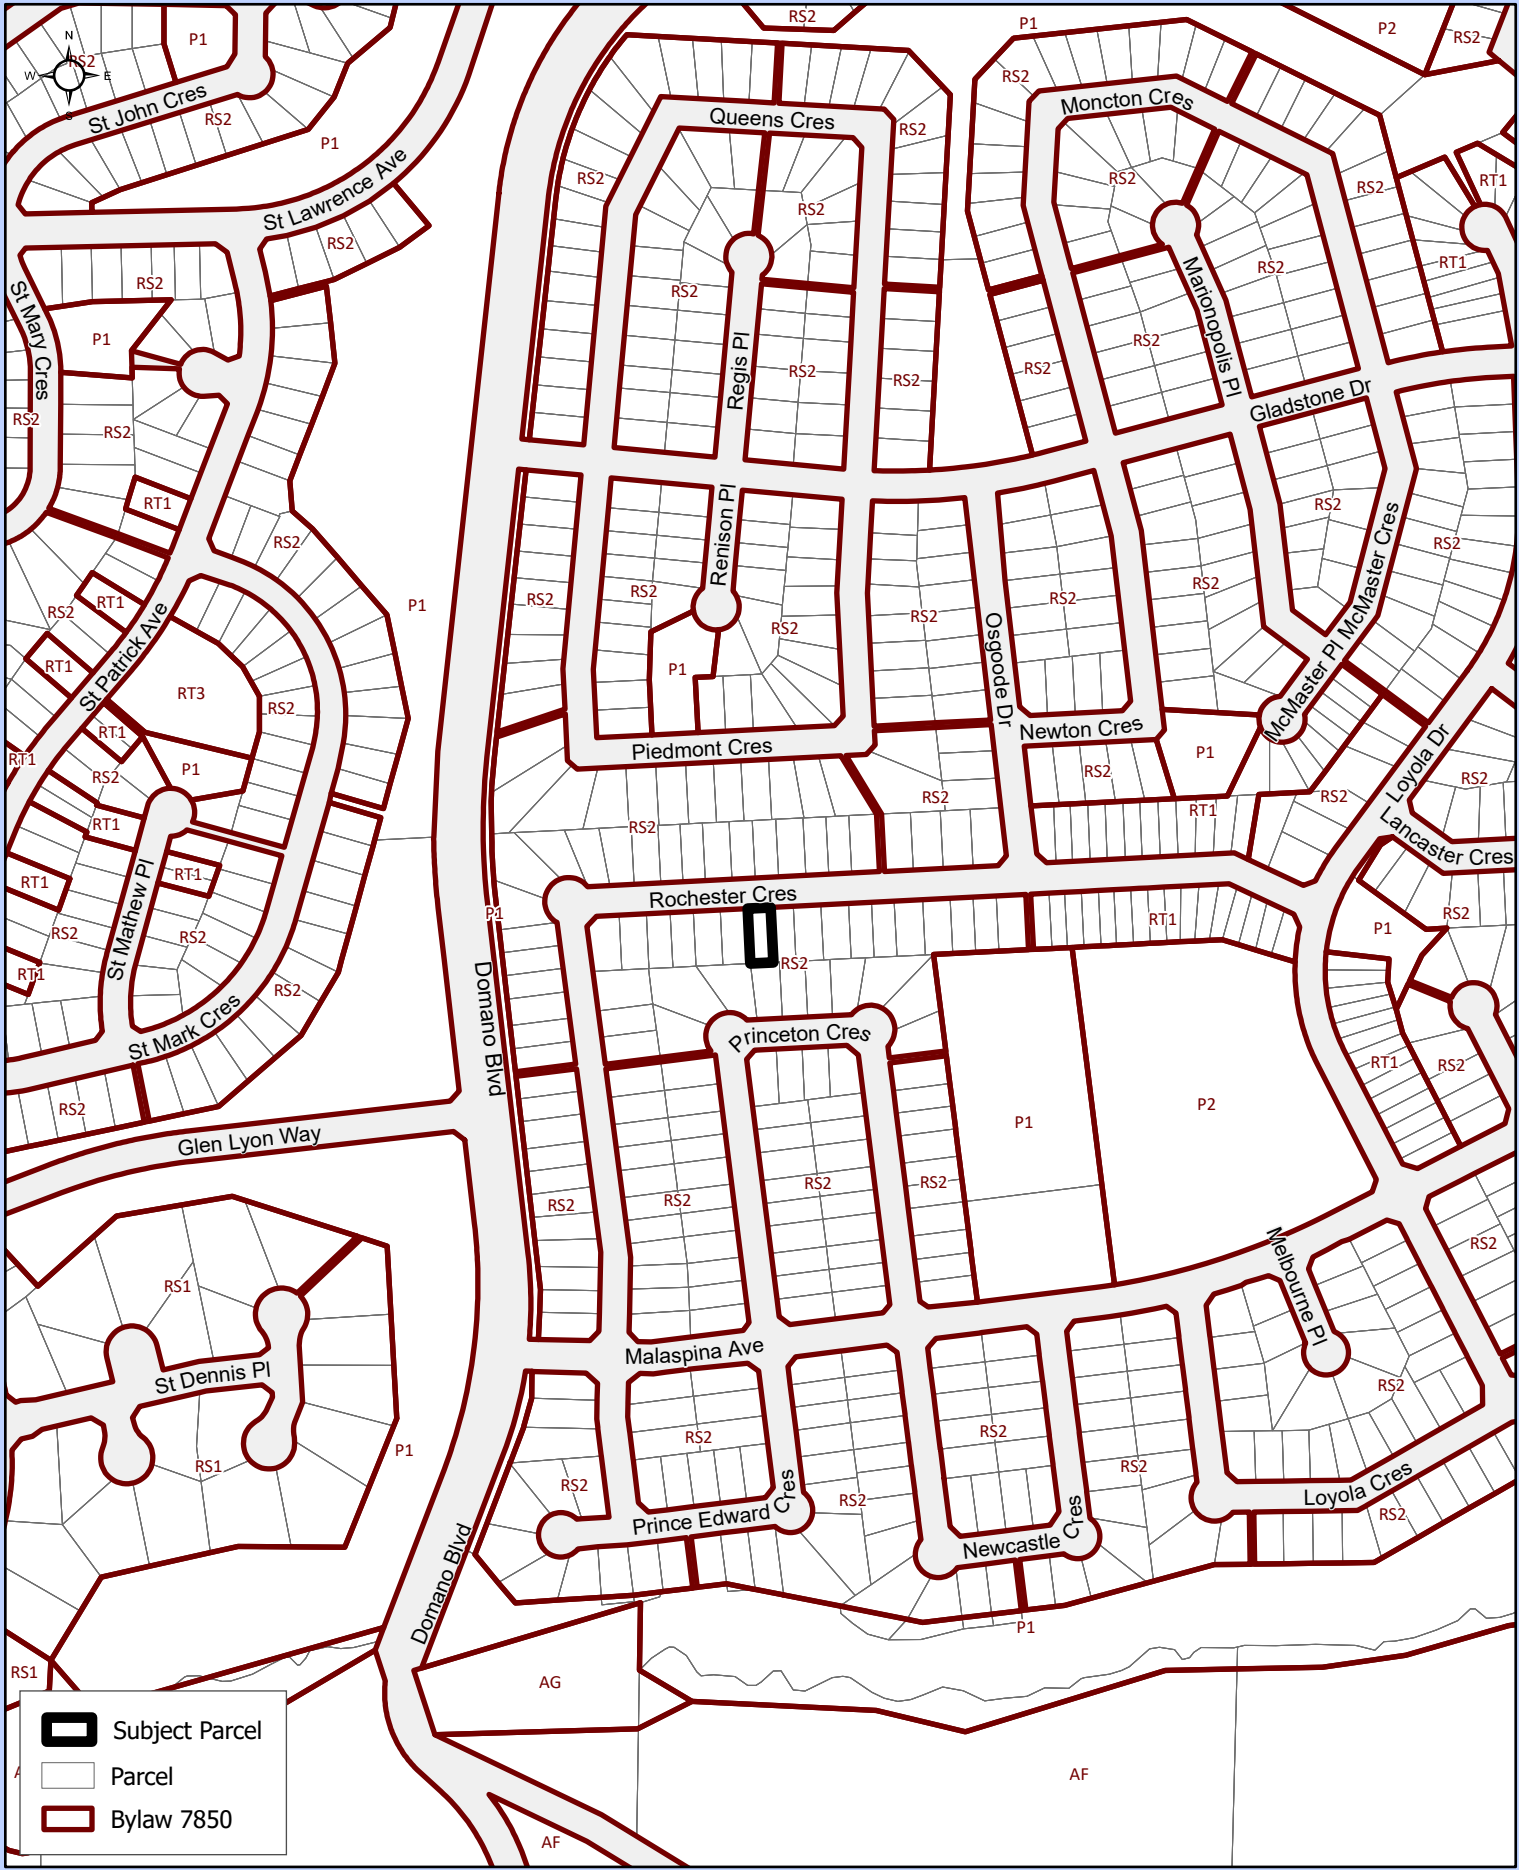 RS2
P1
P2
RS2
P1
N
RS2
W
E
S
RS2
St John Cres
RS2
P1
Queens Cres
RS2
Moncton Cres
RS2
RS2
RS2
RT1
St Lawrence Ave
RS2
RS2
RS2
RS2
RS2
RT1
RS2
P1
St Mary Cres
Marionopolis Pl
RS2
Regis Pl
RS2
RS2
RS2
RS2
Gladstone Dr
RS2
RS2
RT1
RS2
Renison Pl
RS2
RS2
RT1
RS2
P1
RS2
RS2
RS2
RS2
RS2
RS2
RS2
St Patrick Ave
RT1
RT3
RS2
P1
Osgoode Dr
McMaster Cres
McMaster Pl
RT1
RT1
P1
RS2
Piedmont Cres
Newton Cres
P1
RS2
Loyola Dr
RS2
RT1
RS2
RS2
RT1
RS2
Lancaster Cres
RT1
RT1
St Mathew Pl
Rochester Cres
P1
RT1
RS2
P1
RS2
RS2
RS2
RT1
RS2
Domano Blvd
Princeton Cres
St Mark Cres
RS2
RT1
RS2
P1
P2
Glen Lyon Way
RS2
RS2
RS2
RS2
RS2
Melbourne Pl
RS1
Malaspina Ave
St Dennis Pl
RS2
RS2
RS2
P1
RS1
RS2
RS2
RS2
Prince Edward Cres
Loyola Cres
RS2
Newcastle Cres
Domano Blvd
P1
RS1
AG
AF
AF
Subject Parcel
Parcel
Bylaw 7850